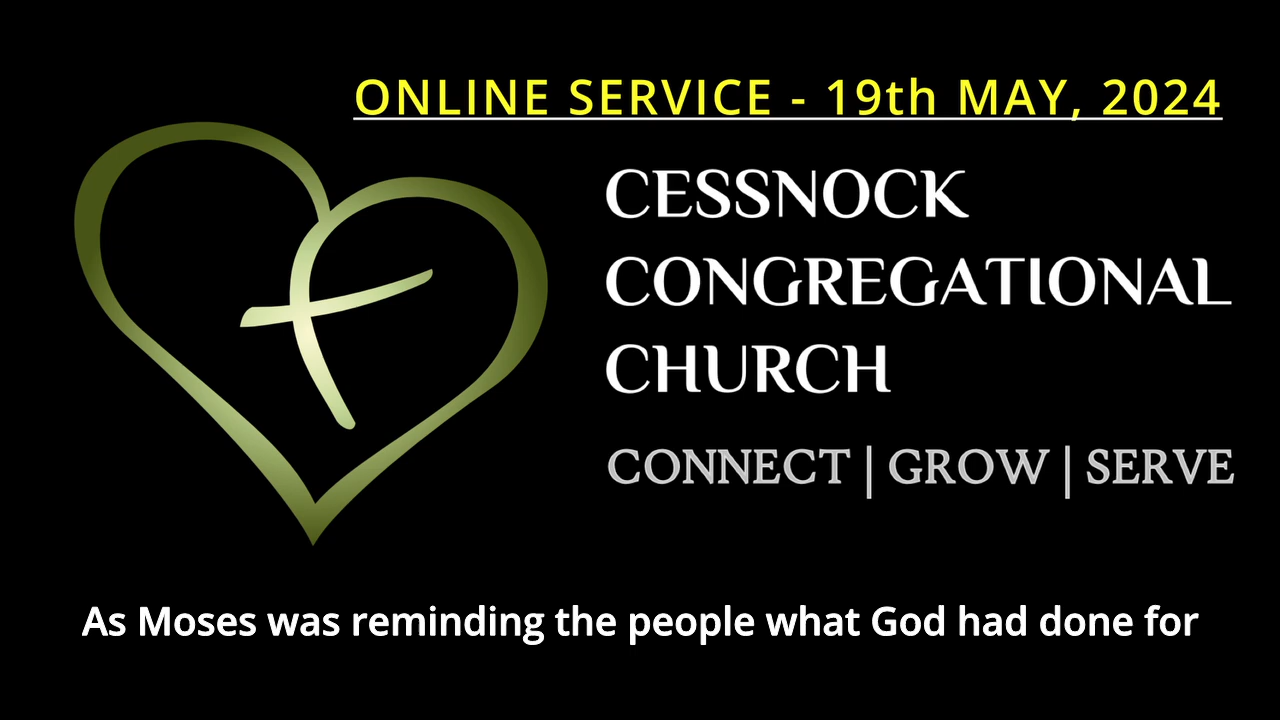 ONLINE SERVICE - 19th MAY, 2024
CESSNOCK
CONGREGATIONAL
CHURCH
CONNECT | GROW | SERVE
As Moses was reminding the people what God had done for